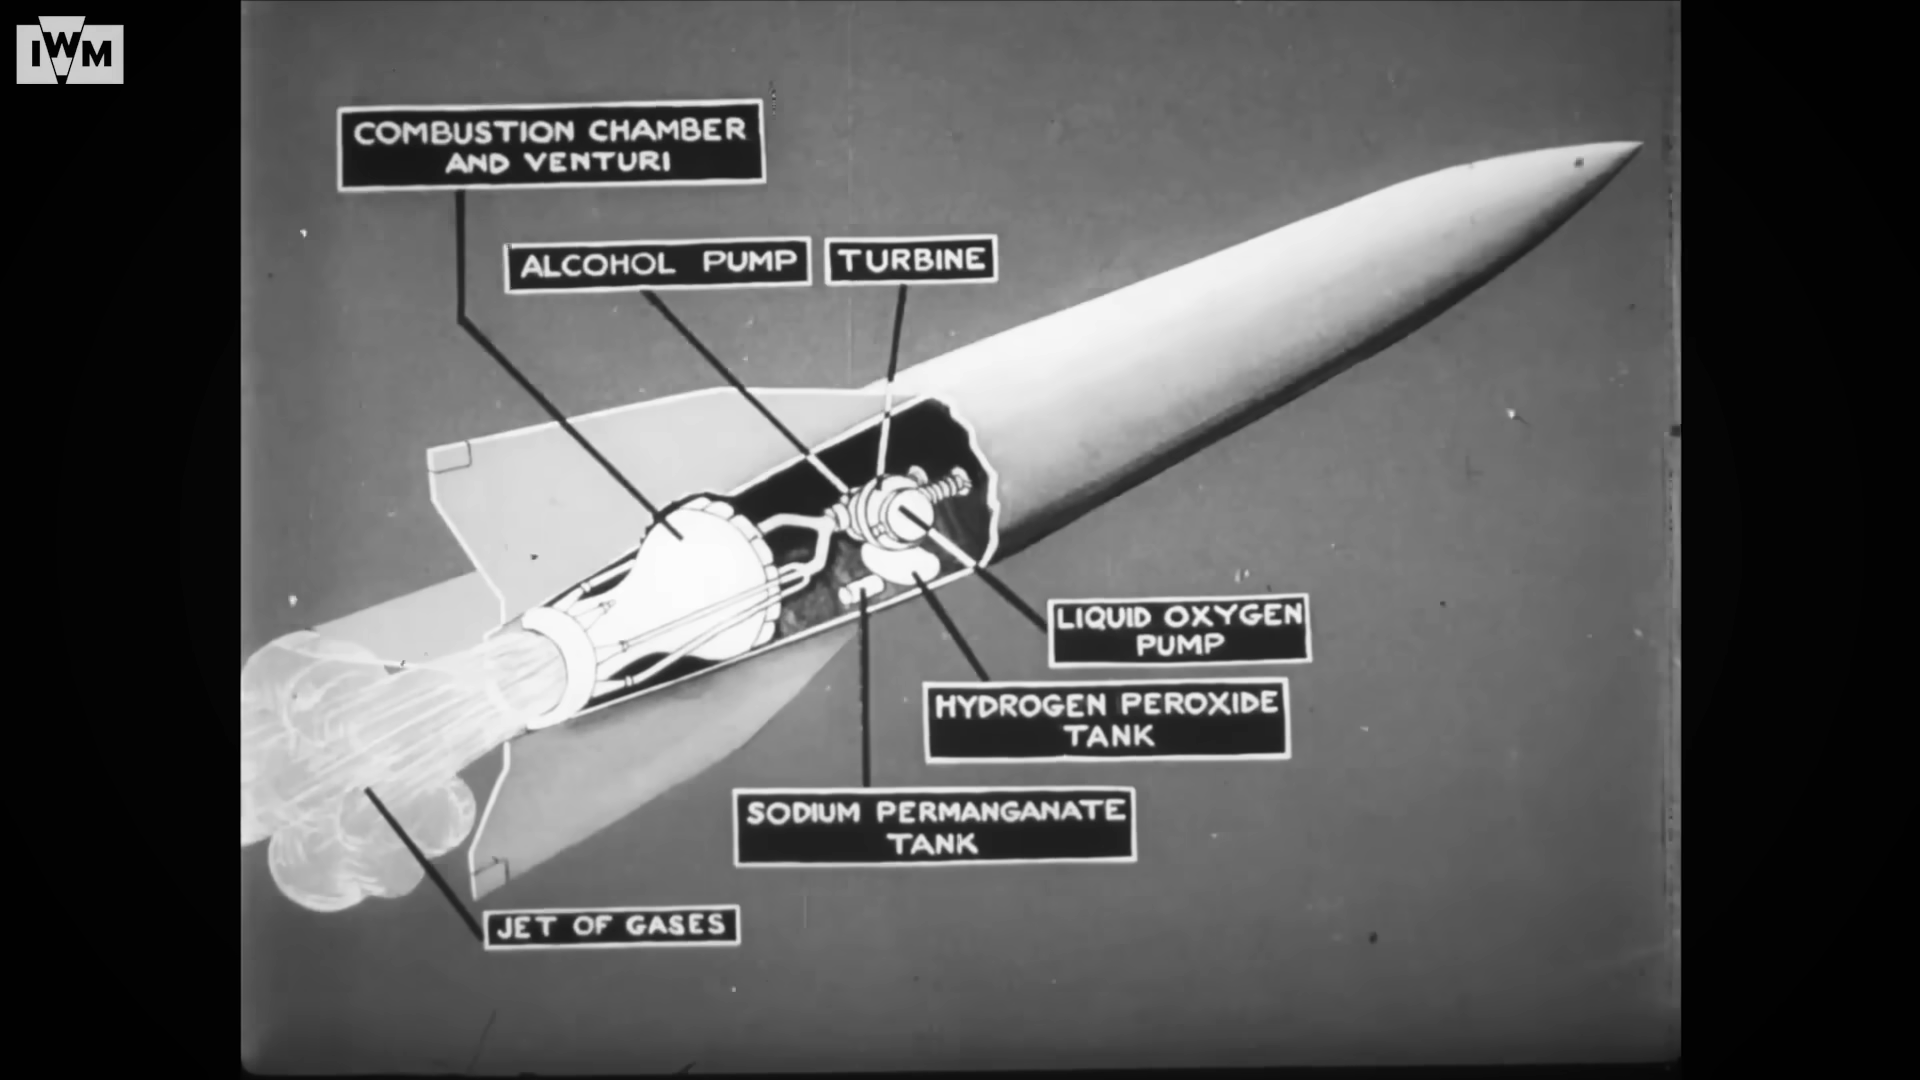 IWM
COMBUSTION CHAMBER
AND VENTURI
ALCOHOL PUMP
TURBINE
LIQUID OXYGEN
PUMP
HYDROGEN PEROXIDE
TANK
SODIUM PERMANGANATE
TANK
JET OF GASES